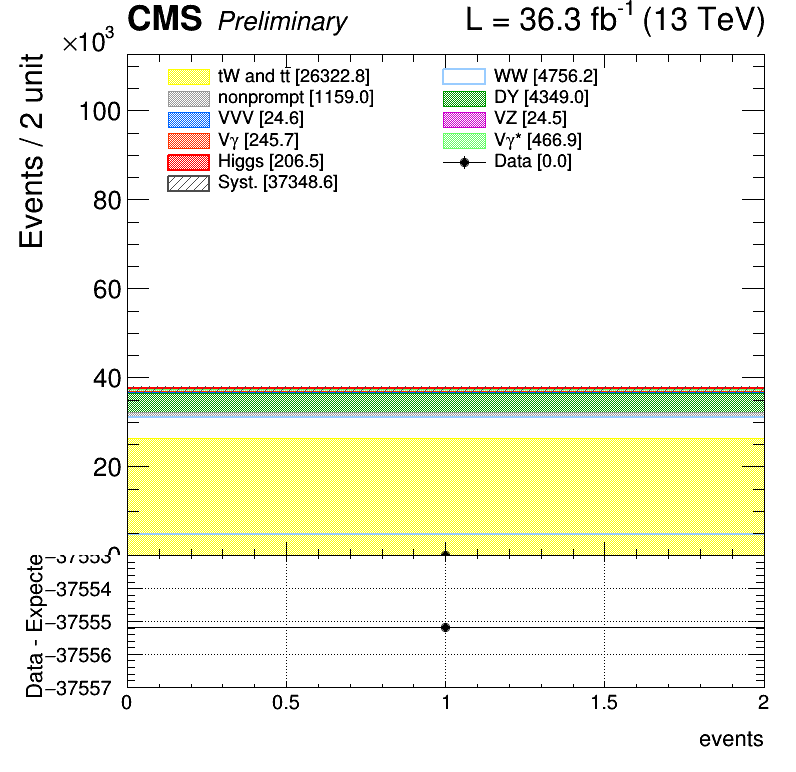 CMS Preliminary L = 36.3 fb⁻¹ (13 TeV)
×10³
Events / 2 unit
tW and tt̄ [26322.8] WW [4756.2]
nonprompt [1159.0] DY [4349.0]
VVV [24.6] VZ [24.5]
Vγ [245.7] Vγ* [466.9]
Higgs [206.5] Data [0.0]
Syst. [37348.6]
100
80
60
40
20
0
Data - Expecte
−37553
−37554
−37555
−37556
−37557
0 0.5 1 1.5 2
events